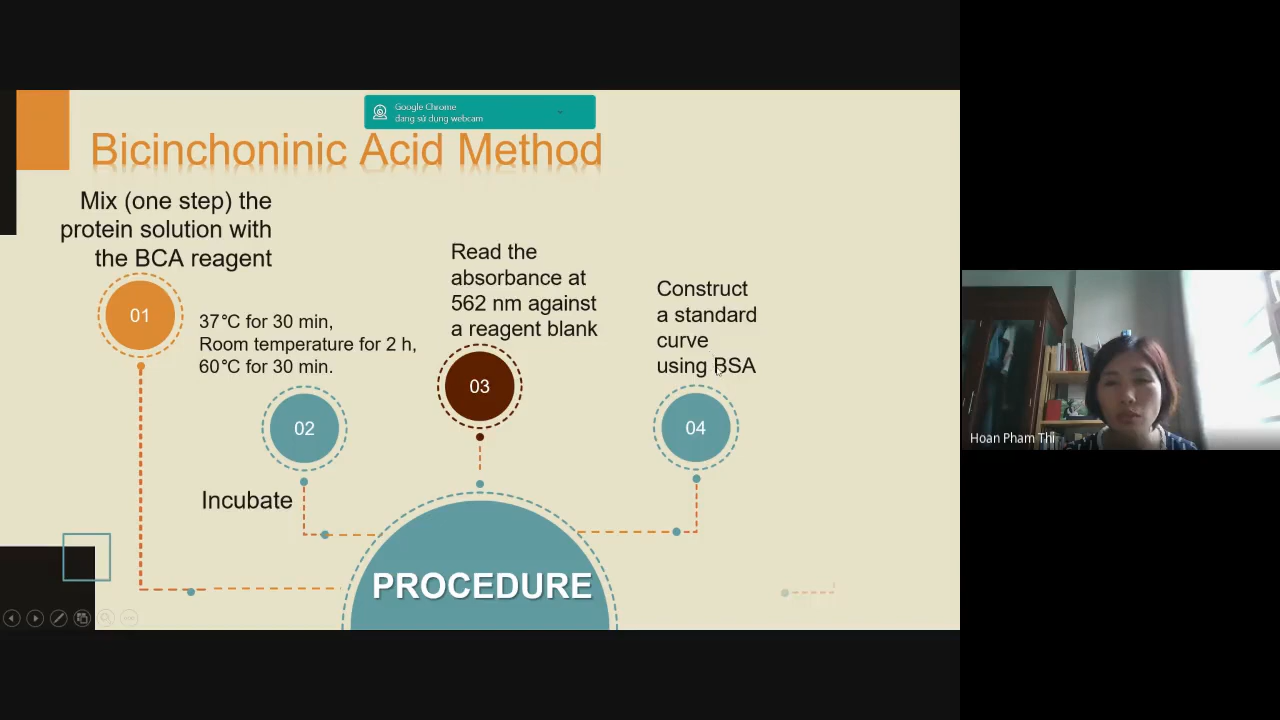 Google Chrome
đang sử dụng webcam
Bicinchoninic Acid Method
Mix (one step) the
protein solution with
the BCA reagent
01
37℃ for 30 min,
Room temperature for 2 h,
60℃ for 30 min.
02
Incubate
Read the
absorbance at
562 nm against
a reagent blank
03
Construct
a standard
curve
using BSA
04
PROCEDURE
Hoan Pham Thi